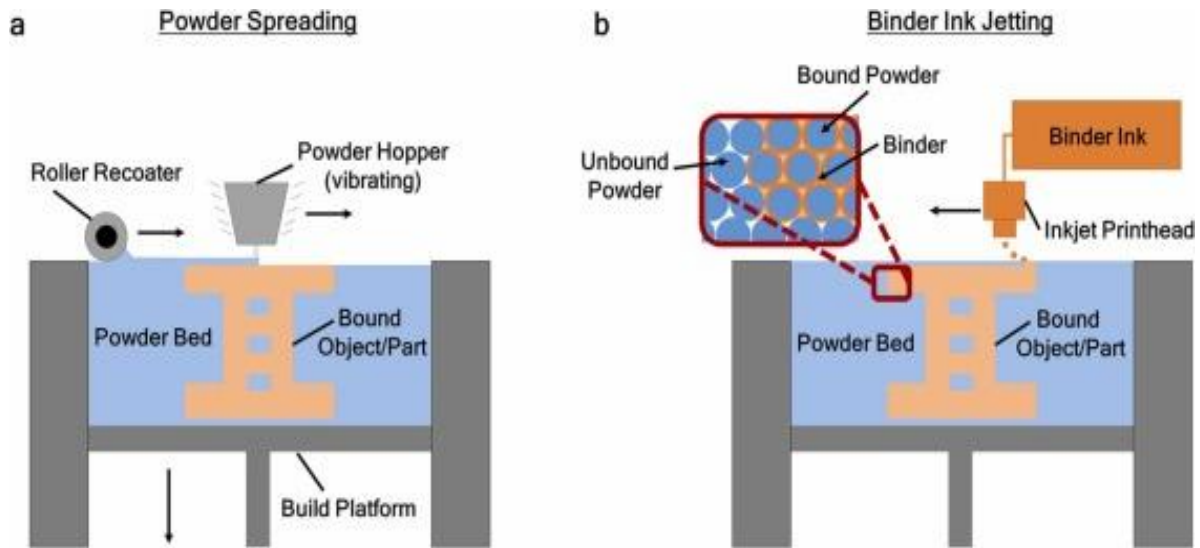 a
Powder Spreading
Roller Recoater
Powder Hopper
(vibrating)
Powder Bed
Bound
Object/Part
Build Platform
b
Binder Ink Jetting
Bound Powder
Binder Ink
Unbound
Powder
Binder
Inkjet Printhead
Powder Bed
Bound
Object/Part